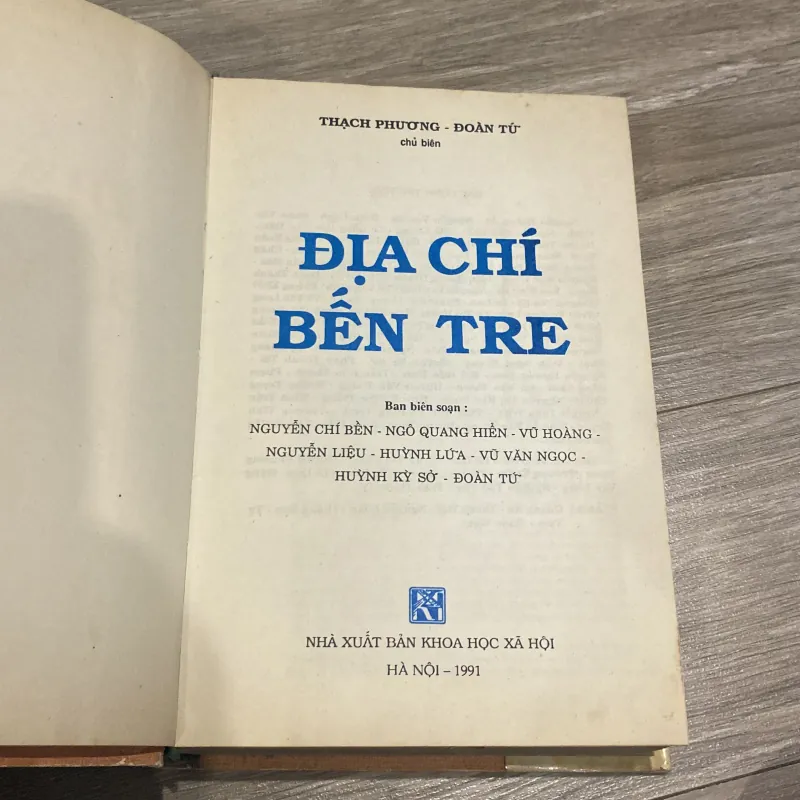 THẠCH PHƯƠNG - ĐOÀN TỨ
chủ biên
ĐỊA CHÍ
BẾN TRE
Ban biên soạn :
NGUYỄN CHÍ BỀN - NGÔ QUANG HIỂN - VŨ HOÀNG -
NGUYỄN LIỆU - HUỲNH LỨA - VŨ VĂN NGỌC -
HUỲNH KỲ SỞ - ĐOÀN TỨ
NHÀ XUẤT BẢN KHOA HỌC XÃ HỘI
HÀ NỘI - 1991